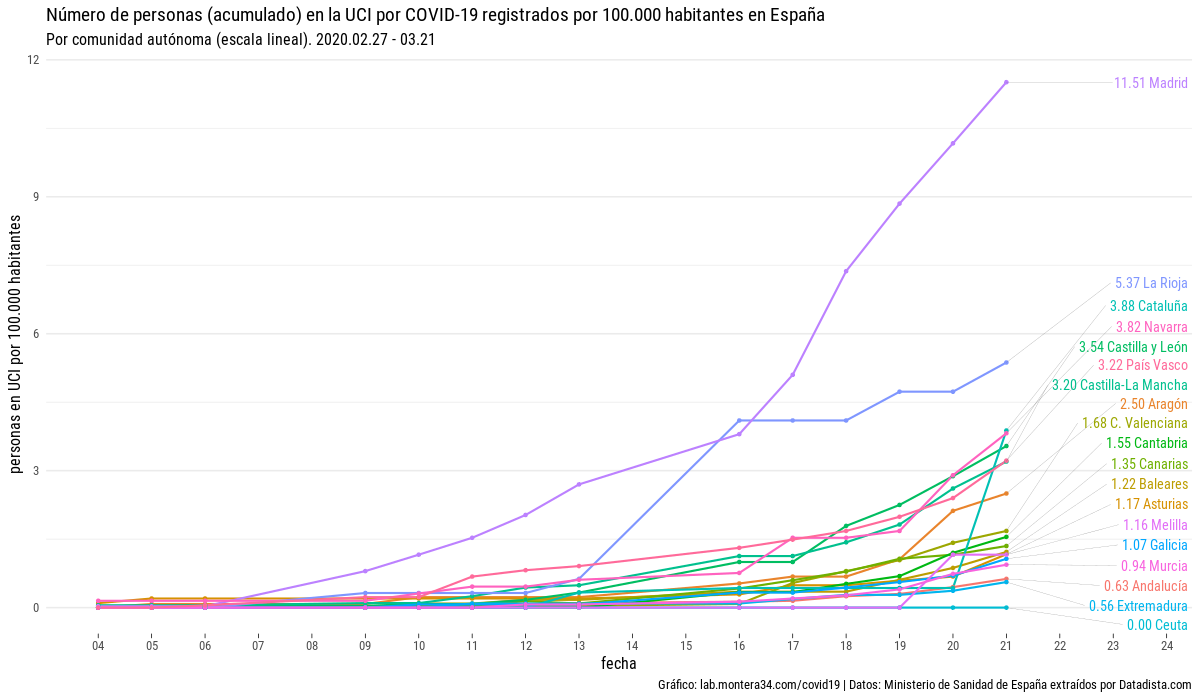 Número de personas (acumulado) en la UCI por COVID-19 registrados por 100.000 habitantes en España
Por comunidad autónoma (escala lineal). 2020.02.27 - 03.21
personas en UCI por 100.000 habitantes
12
9
6
3
0
11.51 Madrid
5.37 La Rioja
3.88 Cataluña
3.82 Navarra
3.54 Castilla y León
3.22 País Vasco
3.20 Castilla-La Mancha
2.50 Aragón
1.68 C. Valenciana
1.55 Cantabria
1.35 Canarias
1.22 Baleares
1.17 Asturias
1.16 Melilla
1.07 Galicia
0.94 Murcia
0.63 Andalucía
0.56 Extremadura
0.00 Ceuta
04 05 06 07 08 09 10 11 12 13 14 15 16 17 18 19 20 21 22 23 24
fecha
Gráfico: lab.montera34.com/covid19 | Datos: Ministerio de Sanidad de España extraídos por Datadista.com